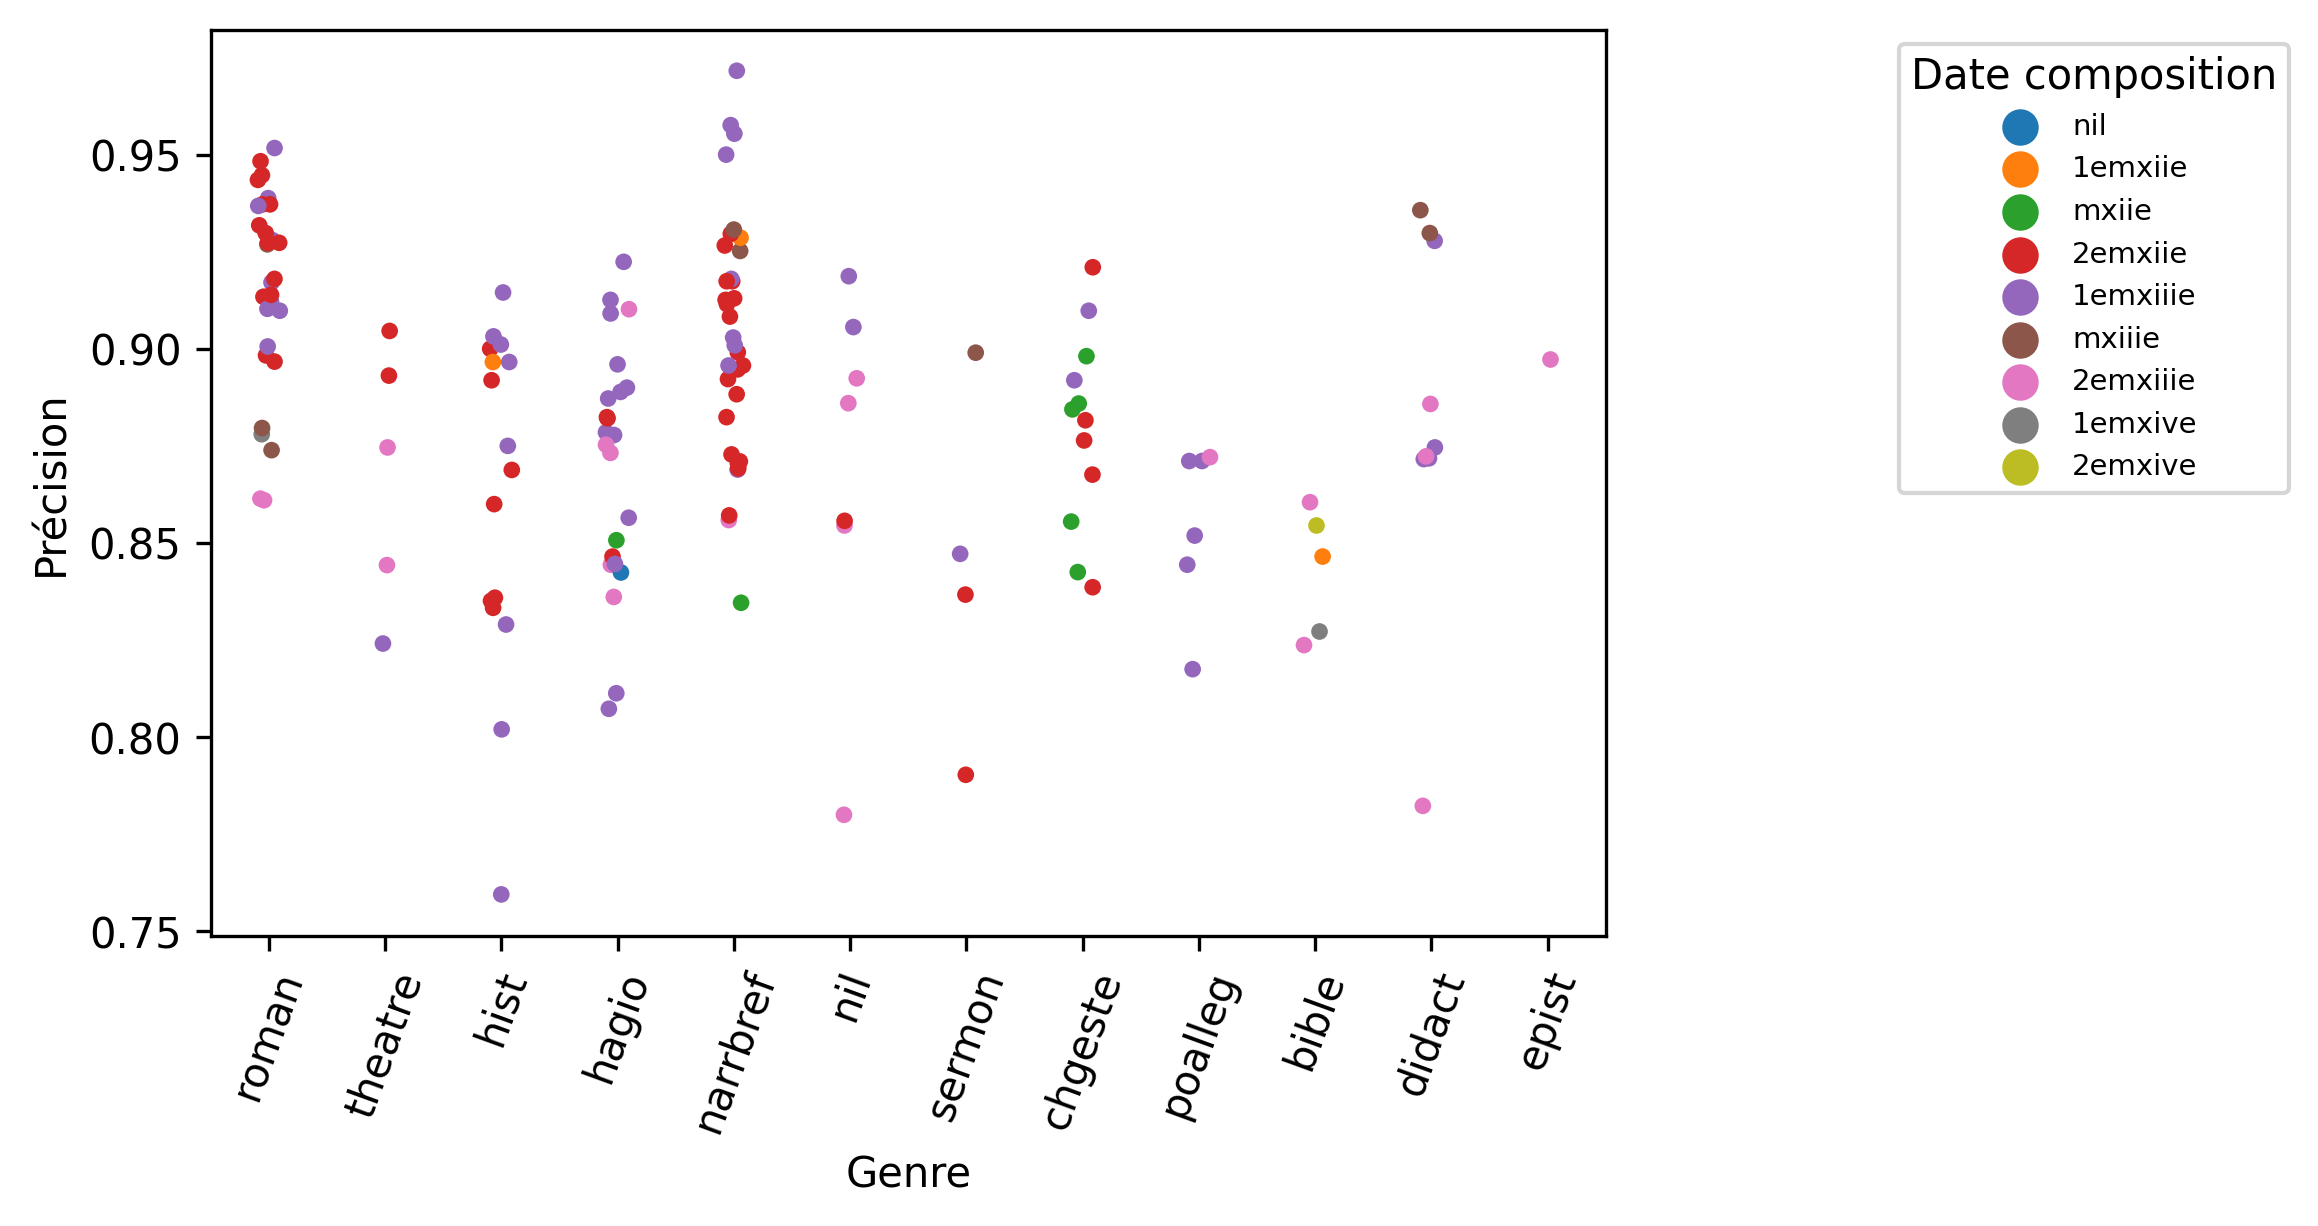 Date composition
nil
1emxiie
mxiie
2emxiie
1emxiiie
mxiiie
2emxiiie
1emxive
2emxive
Précision
0.95
0.90
0.85
0.80
0.75
roman
theatre
hist
hagio
narrbref
nil
sermon
chgeste
poalleg
bible
didact
epist
Genre